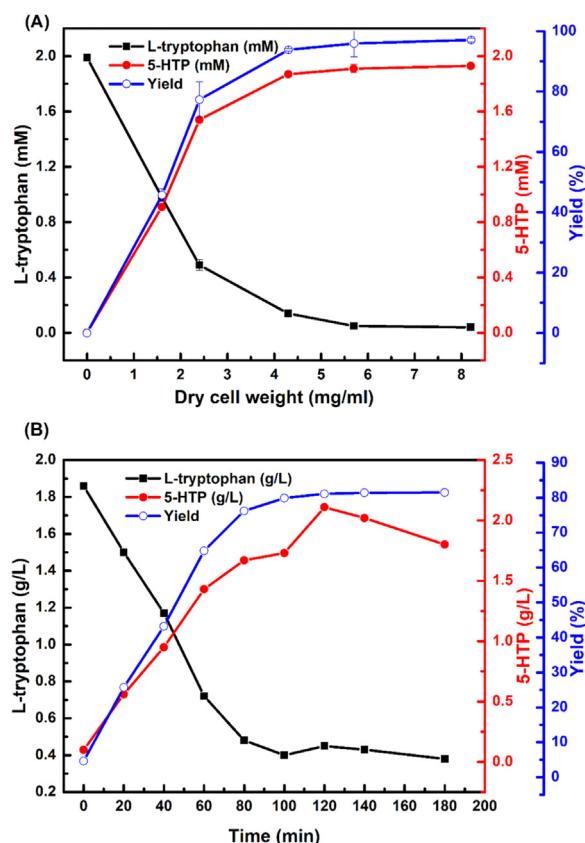 (A)
L-tryptophan (mM)
5-HTP (mM)
Yield
2.0
1.6
1.2
0.8
0.4
0.0
L-tryptophan (mM)
2.0
1.6
1.2
0.8
0.4
0.0
5-HTP (mM)
100
80
60
40
20
0
Yield (%)
0 1 2 3 4 5 6 7 8
Dry cell weight (mg/ml)
(B)
L-tryptophan (g/L)
5-HTP (g/L)
Yield
2.0
1.8
1.6
1.4
1.2
1.0
0.8
0.6
0.4
0.2
L-tryptophan (g/L)
2.5
2.0
1.5
1.0
0.5
0.0
5-HTP (g/L)
90
80
70
60
50
40
30
20
10
0
Yield (%)
0 20 40 60 80 100 120 140 160 180 200
Time (min)